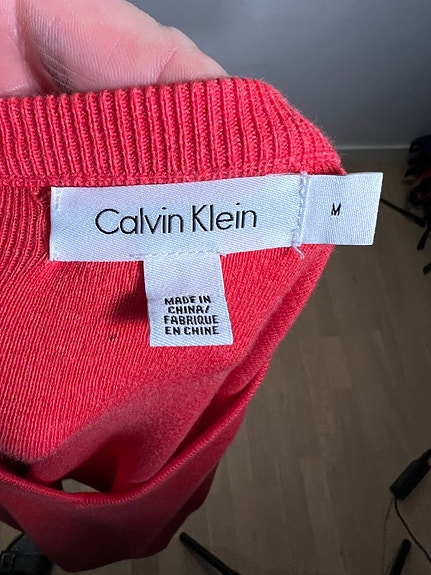 Calvin Klein
M
MADE IN
CHINA/
FABRIQUE
EN CHINE